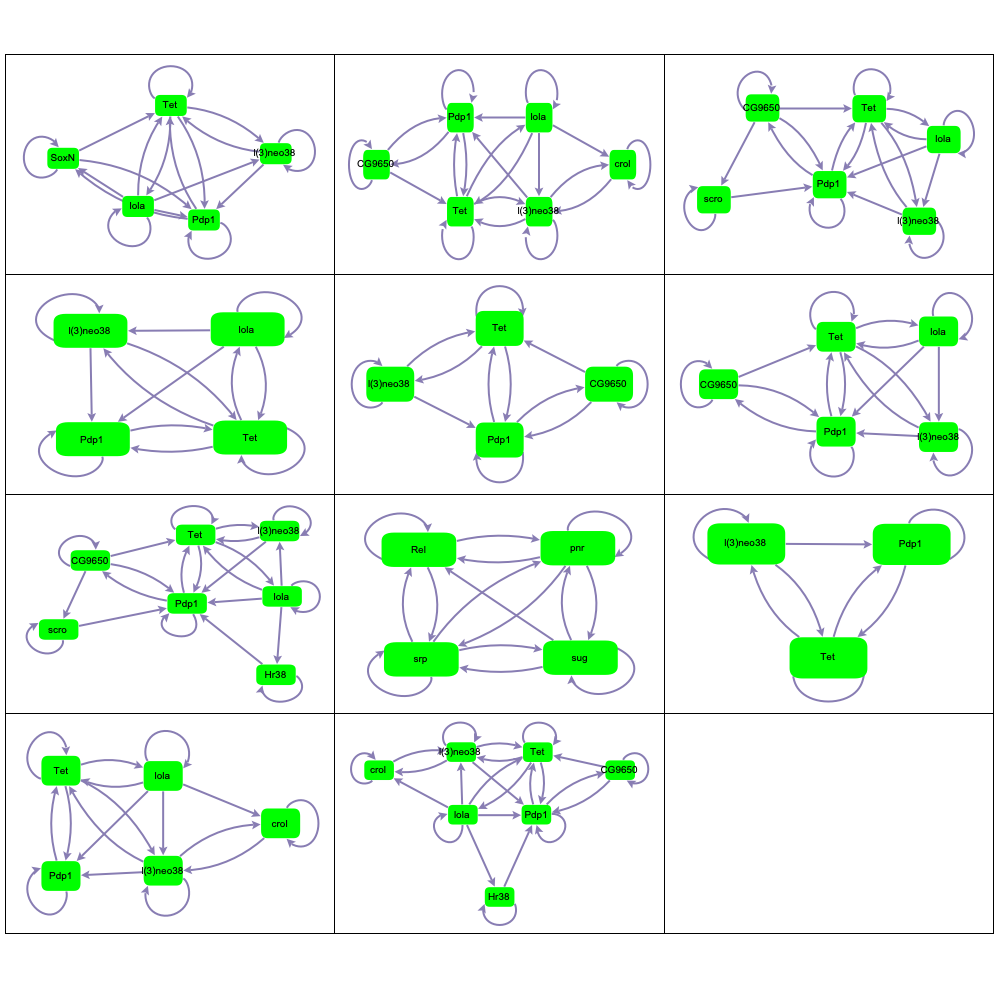 Tet
l(3)neo38
SoxN
lola
Pdp1
Pdp1
lola
CG9650
crol
Tet
l(3)neo38
CG9650
Tet
lola
Pdp1
scro
l(3)neo38
l(3)neo38
lola
Pdp1
Tet
Tet
l(3)neo38
CG9650
Pdp1
Tet
lola
CG9650
Pdp1
l(3)neo38
Tet
l(3)neo38
CG9650
Pdp1
lola
scro
Hr38
Rel
pnr
srp
sug
l(3)neo38
Pdp1
Tet
Tet
lola
crol
Pdp1
l(3)neo38
l(3)neo38
Tet
crol
CG9650
lola
Pdp1
Hr38